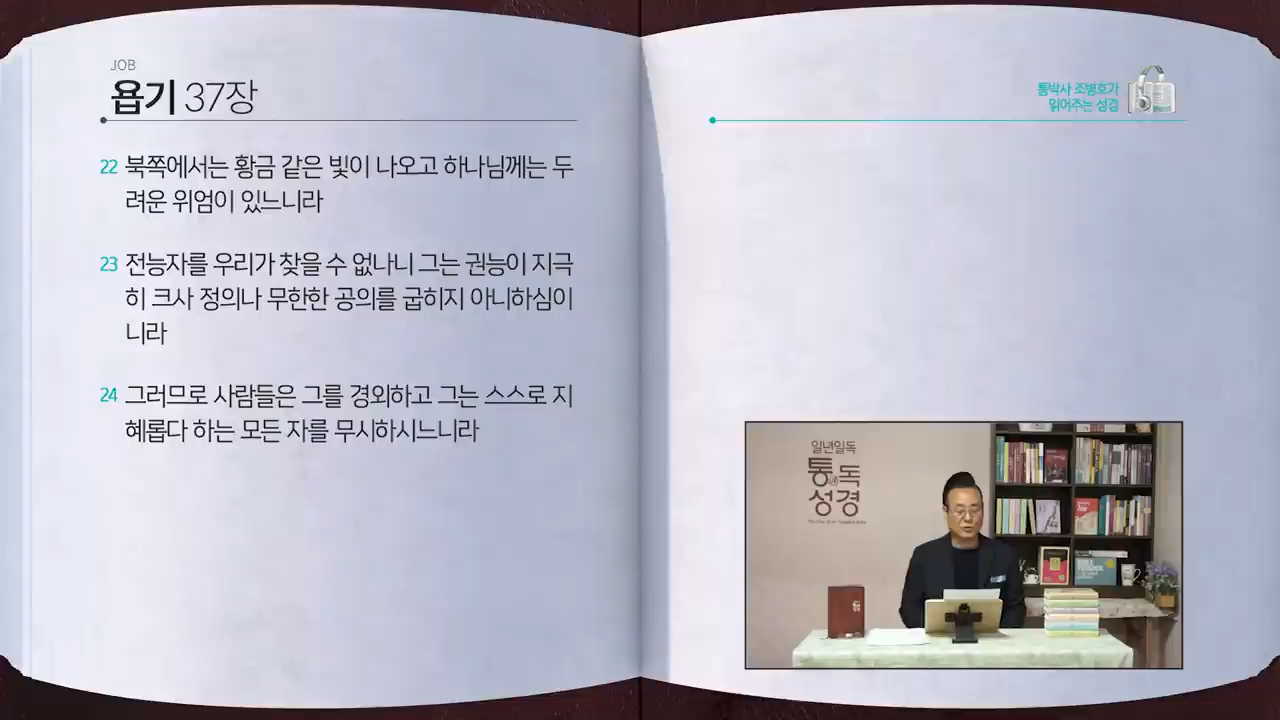 JOB
욥기 37장
22 북쪽에서는 황금 같은 빛이 나오고 하나님께는 두
려운 위엄이 있느니라
23 전능자를 우리가 찾을 수 없나니 그는 권능이 지극
히 크사 정의나 무한한 공의를 굽히지 아니하심이
니라
24 그러므로 사람들은 그를 경외하고 그는 스스로 지
혜롭다 하는 모든 자를 무시하시느니라
통박사 조병호가
읽어주는 성경
일년일독
통독
성경